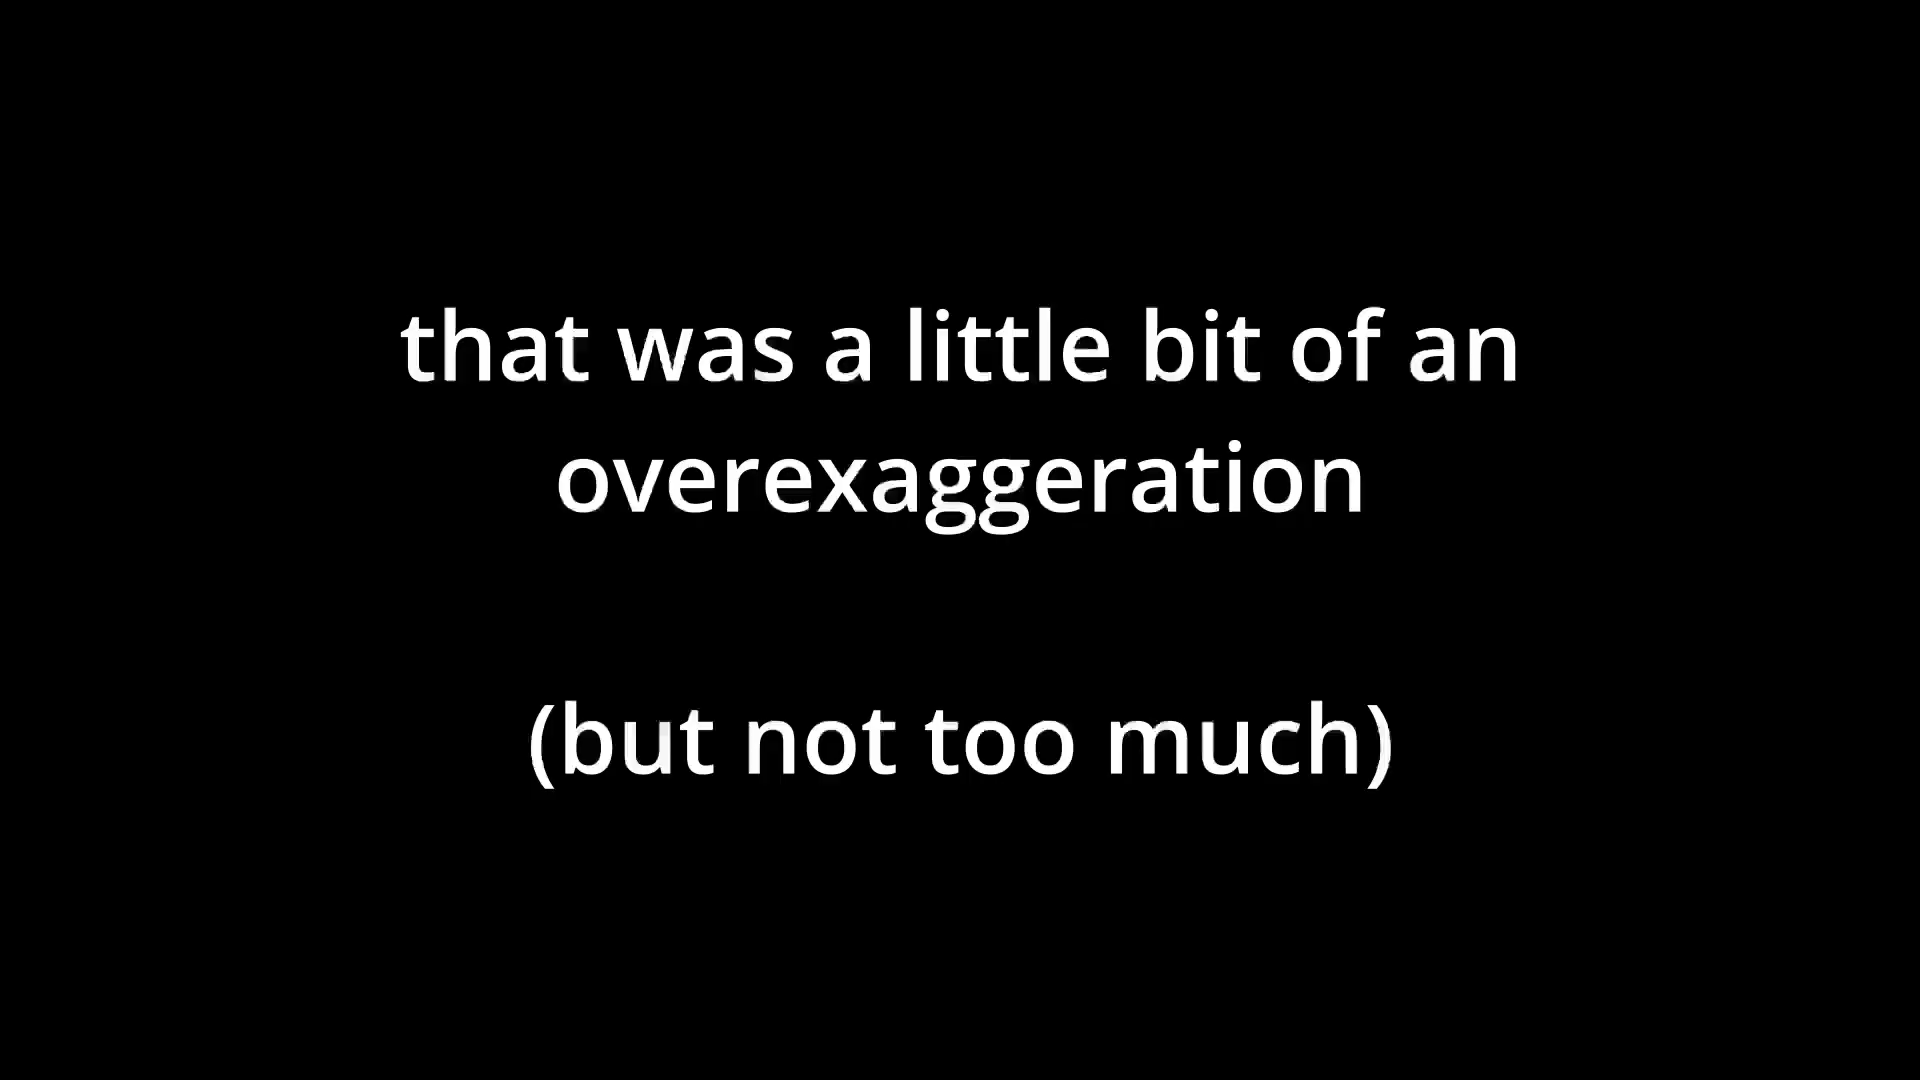 that was a little bit of an
overexaggeration
(but not too much)